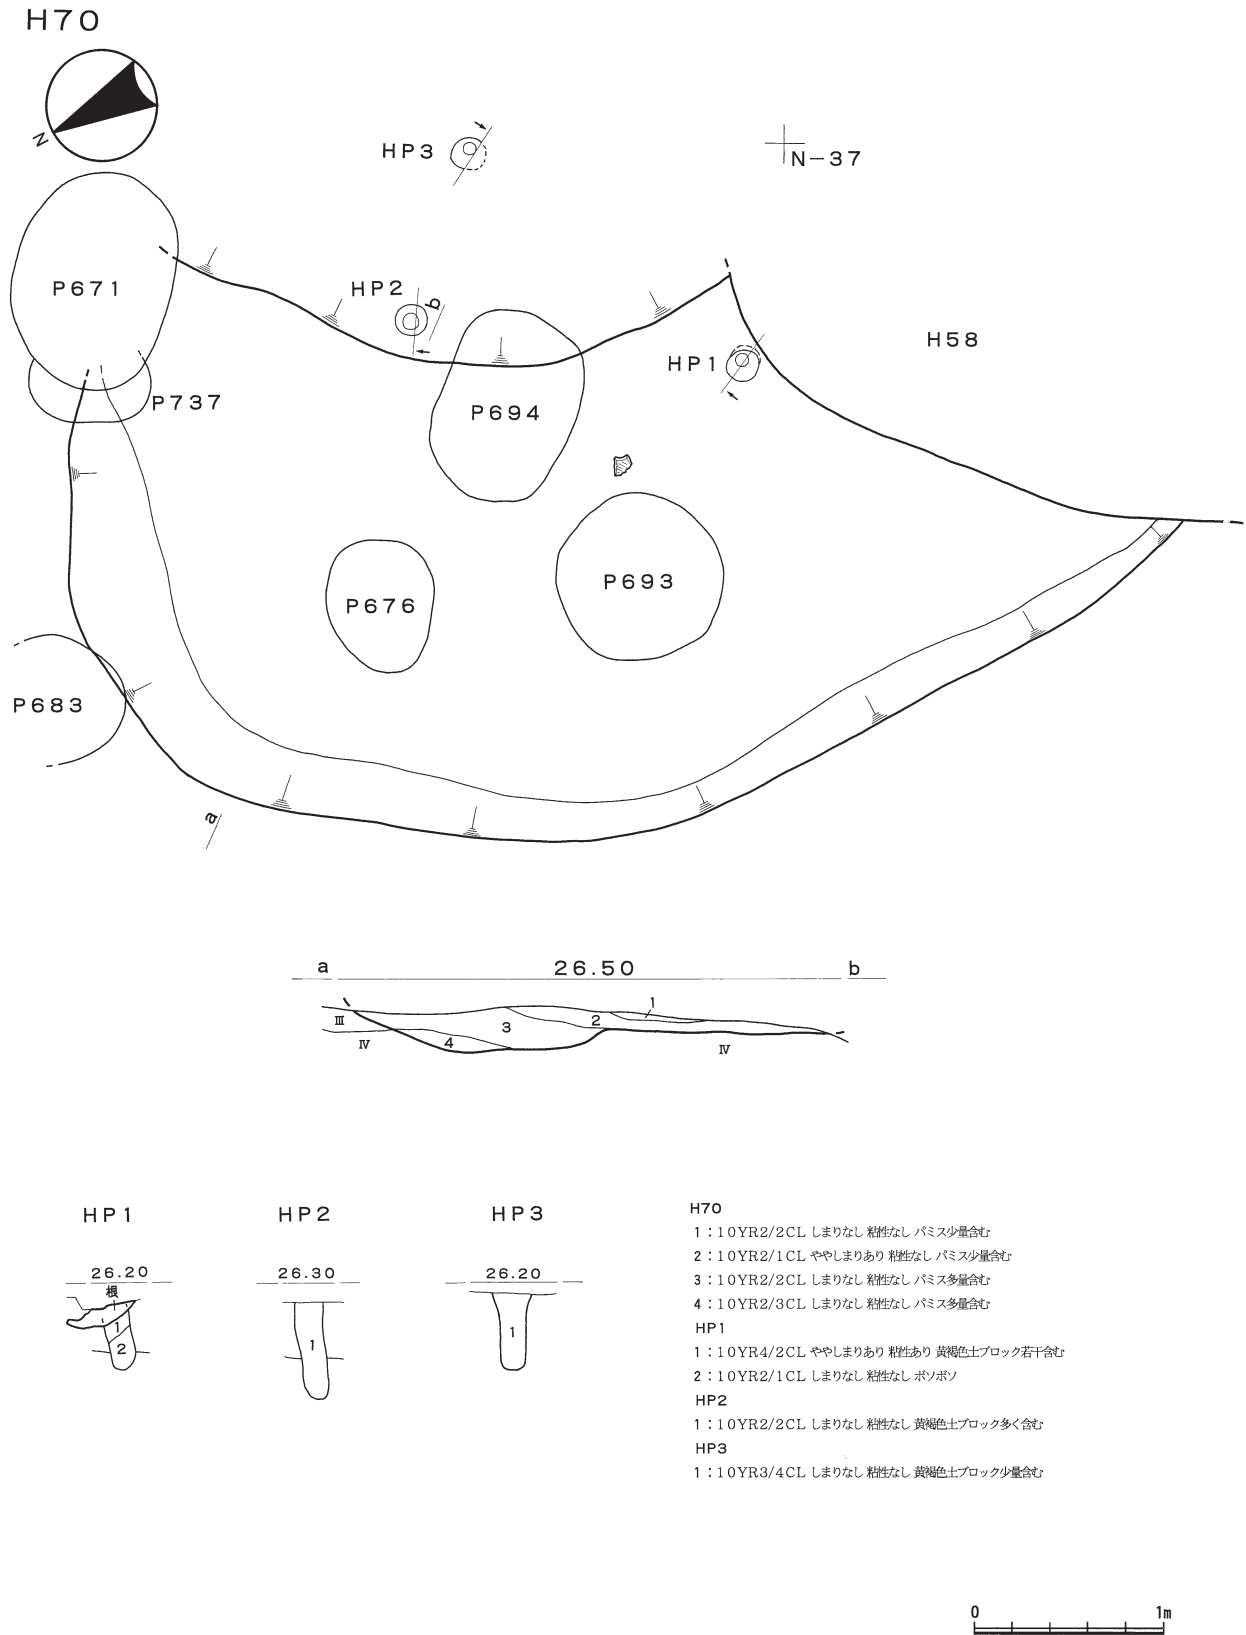 H70
N
HP3
N-37
P671
HP2
b
H58
HP1
P737
P694
P693
P676
P683
a
a 26.50 b
1
Ⅲ
3
2
Ⅳ
4
Ⅳ
HP1 HP2 HP3
26.20 26.30 26.20
根
1
2
1
1
H70
1：10YR2/2CL しまりなし 粘性なし パミス少量含む
2：10YR2/1CL ややしまりあり 粘性なし パミス少量含む
3：10YR2/2CL しまりなし 粘性なし パミス多量含む
4：10YR2/3CL しまりなし 粘性なし パミス多量含む
HP1
1：10YR4/2CL ややしまりあり 粘性あり 黄褐色土ブロック若干含む
2：10YR2/1CL しまりなし 粘性なし ボソボソ
HP2
1：10YR2/2CL しまりなし 粘性なし 黄褐色土ブロック多く含む
HP3
1：10YR3/4CL しまりなし 粘性なし 黄褐色土ブロック少量含む
0 1m